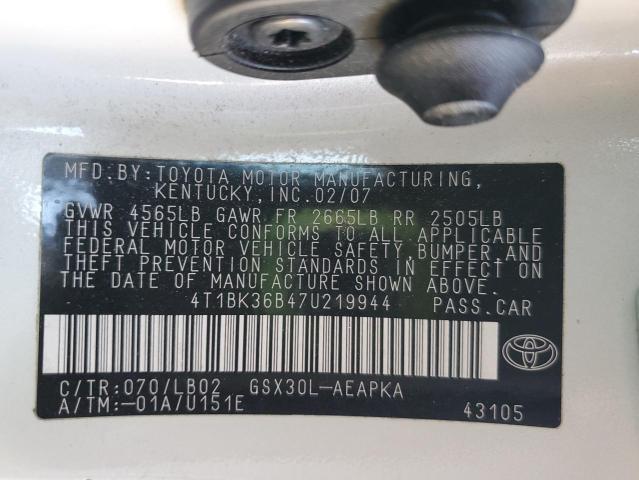 MFD.BY:TOYOTA MOTOR MANUFACTURING,
KENTUCKY,INC.02/07
GVWR 4565LB GAWR FR 2665LB RR 2505LB
THIS VEHICLE CONFORMS TO ALL APPLICABLE
FEDERAL MOTOR VEHICLE SAFETY, BUMPER, AND
THEFT PREVENTION STANDARDS IN EFFECT ON
THE DATE OF MANUFACTURE SHOWN ABOVE.
4T1BK36B47U219944 PASS.CAR
C/TR:070/LB02 GSX30L-AEAPKA
A/TM:-01A/U151E 43105